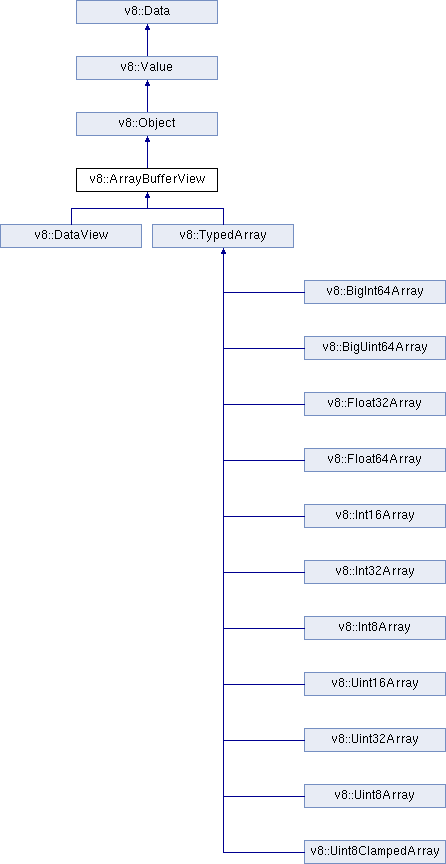 v8::Data
v8::Value
v8::Object
v8::ArrayBufferView
v8::DataView
v8::TypedArray
v8::BigInt64Array
v8::BigUint64Array
v8::Float32Array
v8::Float64Array
v8::Int16Array
v8::Int32Array
v8::Int8Array
v8::Uint16Array
v8::Uint32Array
v8::Uint8Array
v8::Uint8ClampedArray